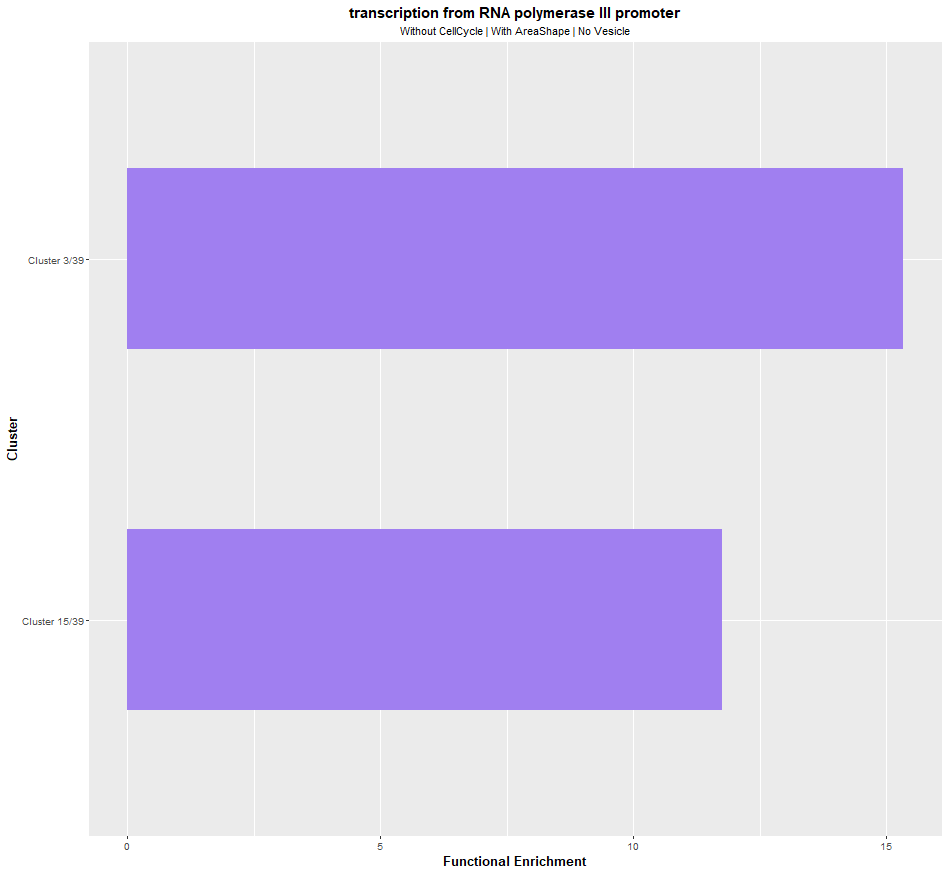 transcription from RNA polymerase III promoter
Without CellCycle | With AreaShape | No Vesicle
Cluster 3/39
Cluster
Cluster 15/39
0 5 10 15
Functional Enrichment